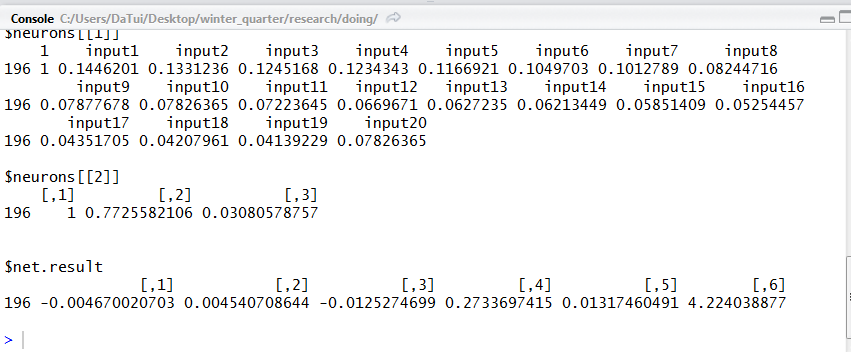 Console C:/Users/DaTui/Desktop/winter_quarter/research/doing/
$neurons[[1]]
1 input1 input2 input3 input4 input5 input6 input7 input8
196 1 0.1446201 0.1331236 0.1245168 0.1234343 0.1166921 0.1049703 0.1012789 0.08244716
input9 input10 input11 input12 input13 input14 input15 input16
196 0.07877678 0.07826365 0.07223645 0.0669671 0.0627235 0.06213449 0.05851409 0.05254457
input17 input18 input19 input20
196 0.04351705 0.04207961 0.04139229 0.07826365
$neurons[[2]]
[,1] [,2] [,3]
196 1 0.7725582106 0.03080578757
$net.result
[,1] [,2] [,3] [,4] [,5] [,6]
196 -0.004670020703 0.004540708644 -0.0125274699 0.2733697415 0.01317460491 4.224038877
>